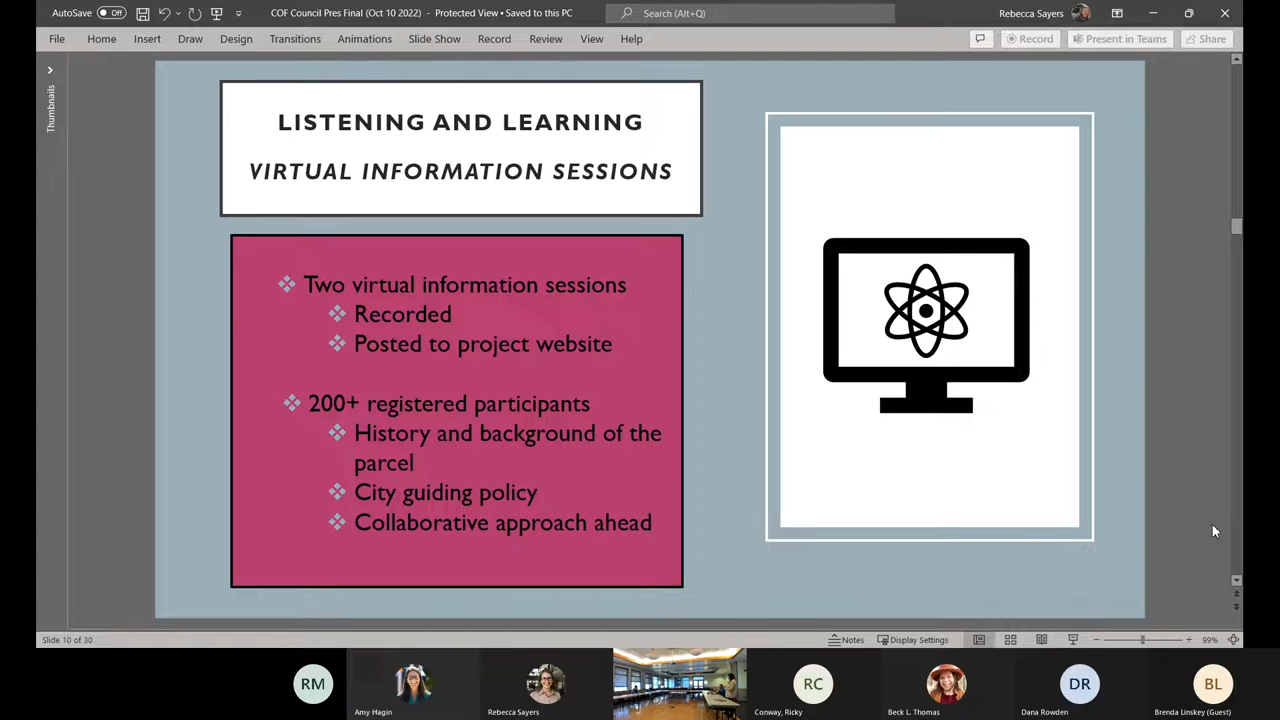 AutoSave Off COF Council Pres Final (Oct 10 2022) - Protected View • Saved to this PC Search (Alt+Q) Rebecca Sayers
File Home Insert Draw Design Transitions Animations Slide Show Record Review View Help Record Present in Teams Share
Thumbnails
LISTENING AND LEARNING
VIRTUAL INFORMATION SESSIONS
Two virtual information sessions
Recorded
Posted to project website
200+ registered participants
History and background of the
parcel
City guiding policy
Collaborative approach ahead
Slide 10 of 30 Notes Display Settings 99%
RM RC DR BL
Amy Hagin Rebecca Sayers Conway, Ricky Beck L. Thomas Dana Rowden Brenda Linskey (Guest)